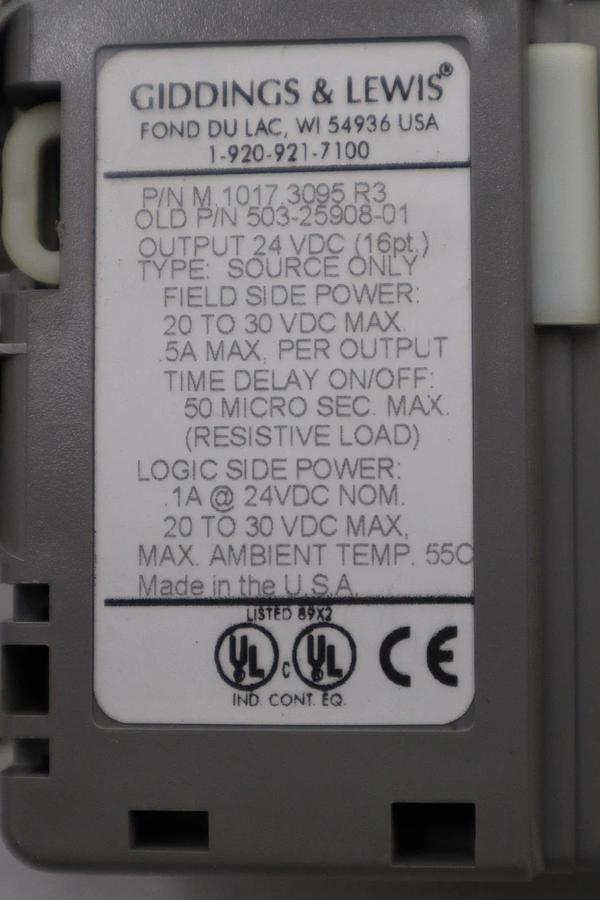 GIDDINGS & LEWIS®
FOND DU LAC, WI 54936 USA
1-920-921-7100
P/N M.1017.3095 R3
OLD P/N 503-25908-01
OUTPUT 24 VDC (16pt.)
TYPE: SOURCE ONLY
FIELD SIDE POWER:
20 TO 30 VDC MAX.
.5A MAX, PER OUTPUT
TIME DELAY ON/OFF:
50 MICRO SEC. MAX.
(RESISTIVE LOAD)
LOGIC SIDE POWER:
.1A @ 24VDC NOM.
20 TO 30 VDC MAX,
MAX. AMBIENT TEMP. 55C
Made in the U.S.A.
LISTED 89X2
UL c UL CE
IND. CONT. EQ.